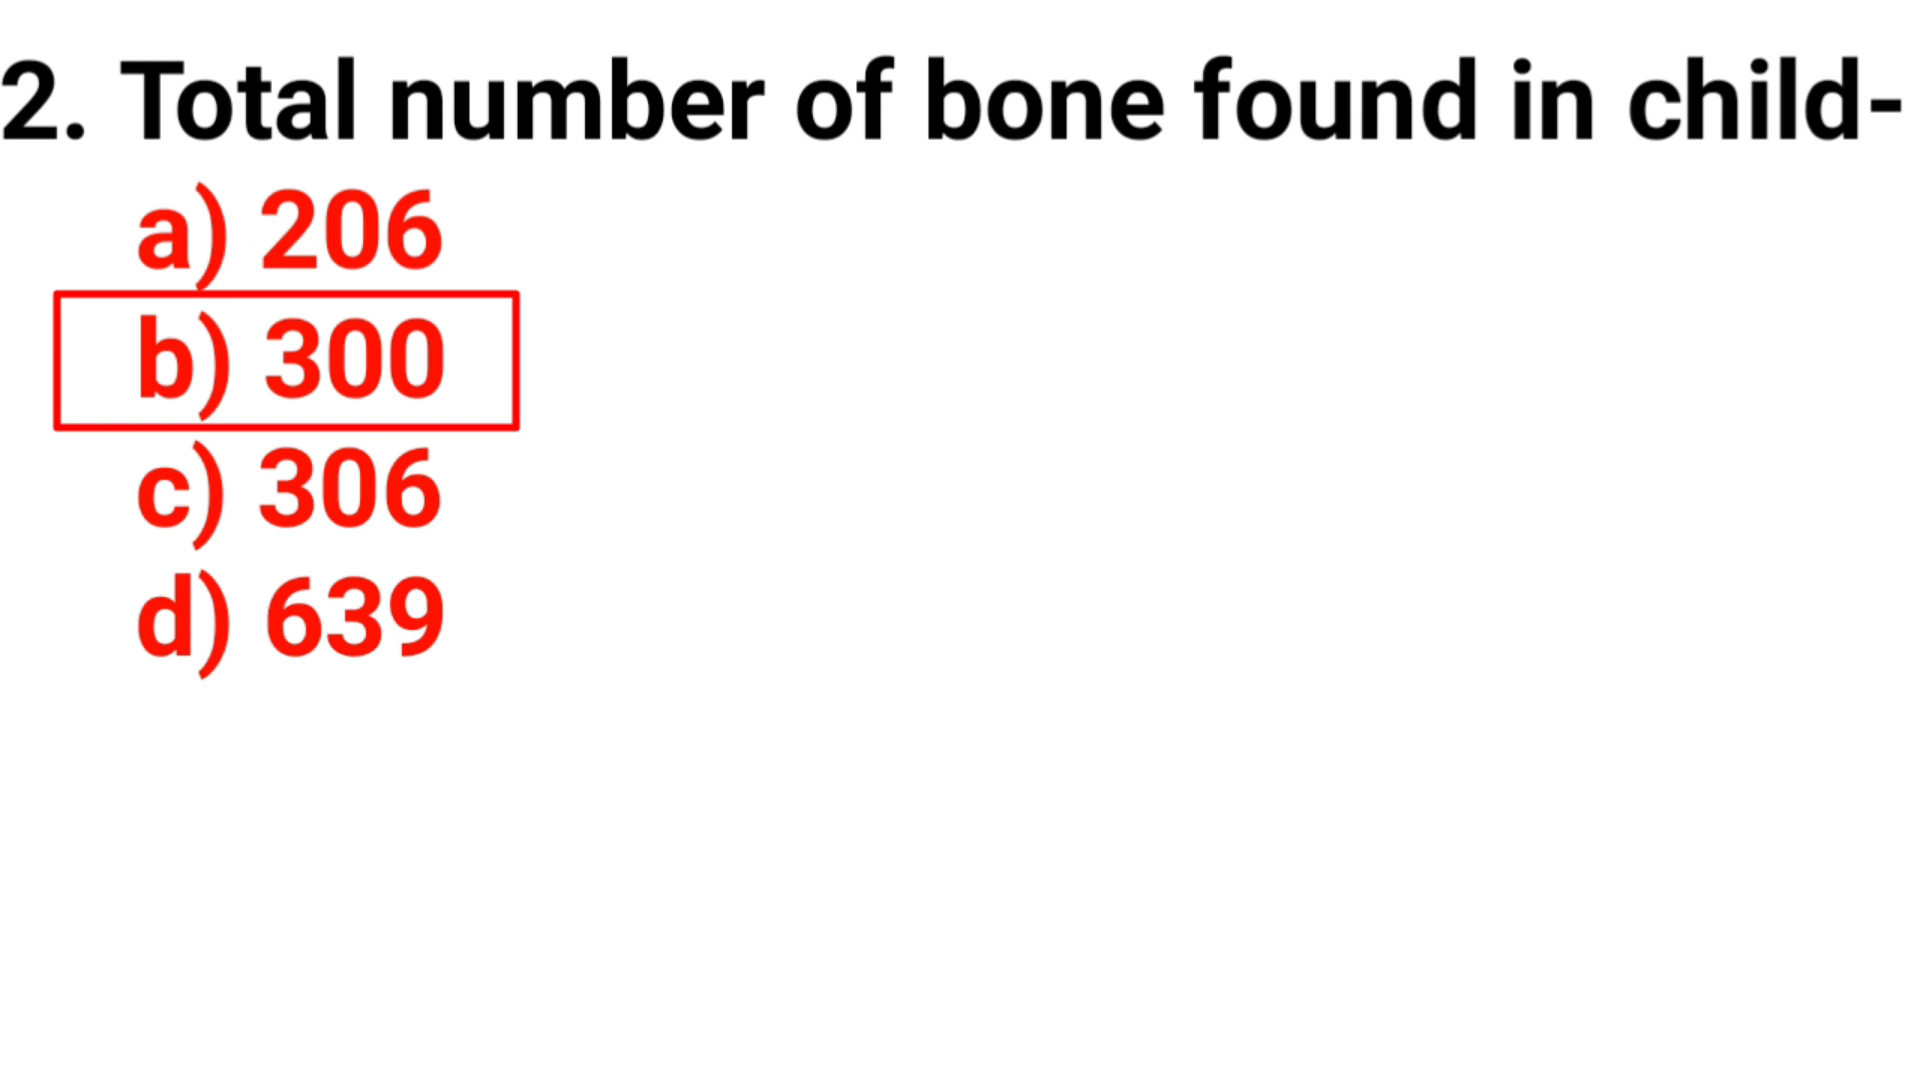 2. Total number of bone found in child-
a) 206
b) 300
c) 306
d) 639